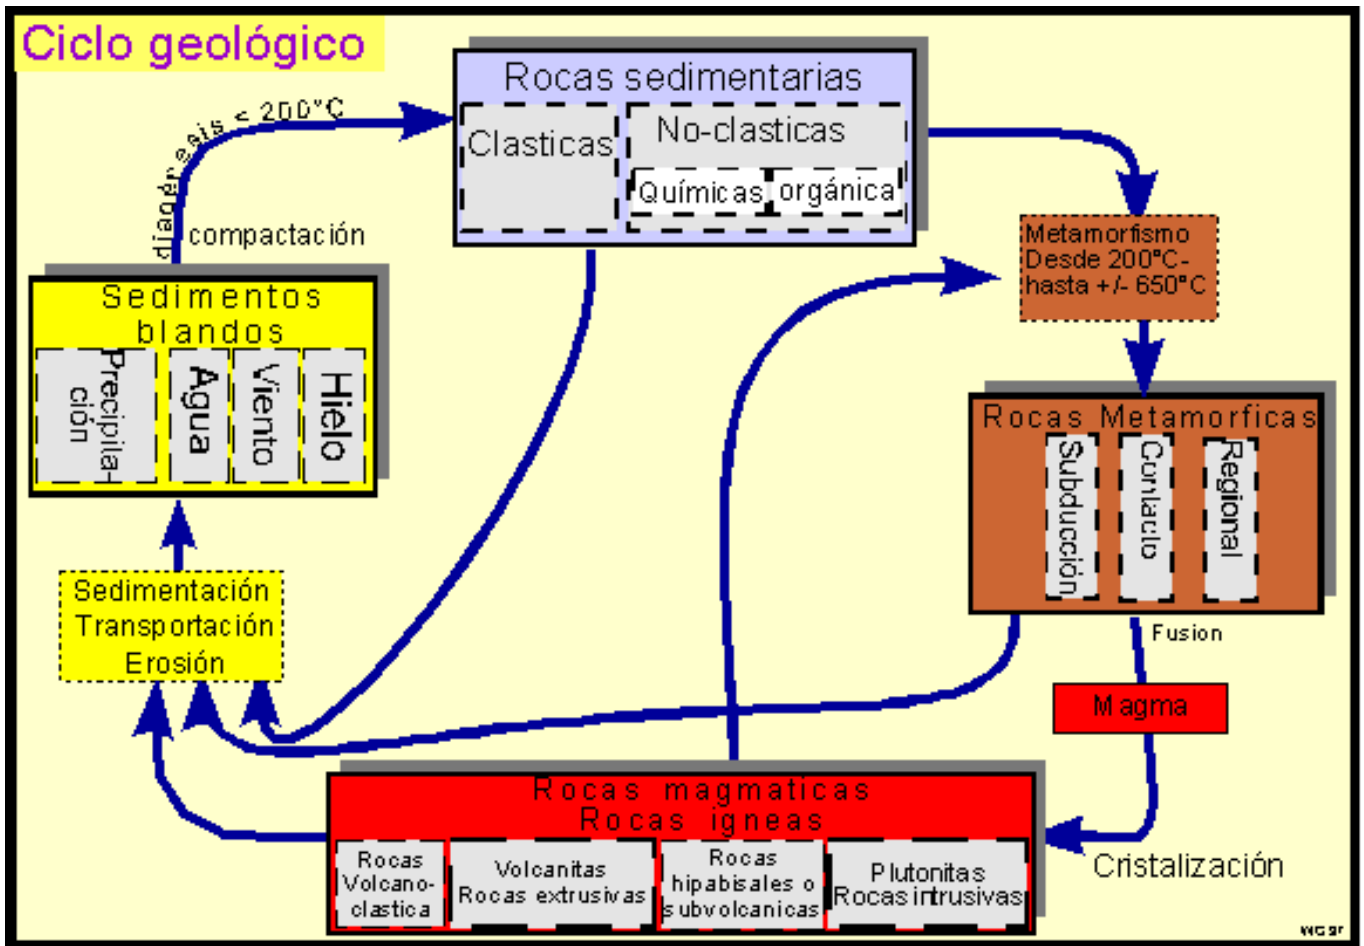 Ciclo geológico
Rocas sedimentarias
Clasticas
No-clasticas
Químicas
orgánica
diagénesis < 200°C
compactación
Sedimentos
blandos
Precipila-
ción
Agua
Viento
Hielo
Sedimentación
Transportación
Erosión
Metamorfismo
Desde 200°C-
hasta +/- 650°C
Rocas Metamorficas
Subducción
Contacto
Regional
Fusion
Magma
Cristalización
Rocas magmaticas
Rocas igneas
Rocas
Volcano-
clastica
Volcanitas
Rocas extrusivas
Rocas
hipabisales o
subvolcanicas
Plutonitas
Rocas intrusivas